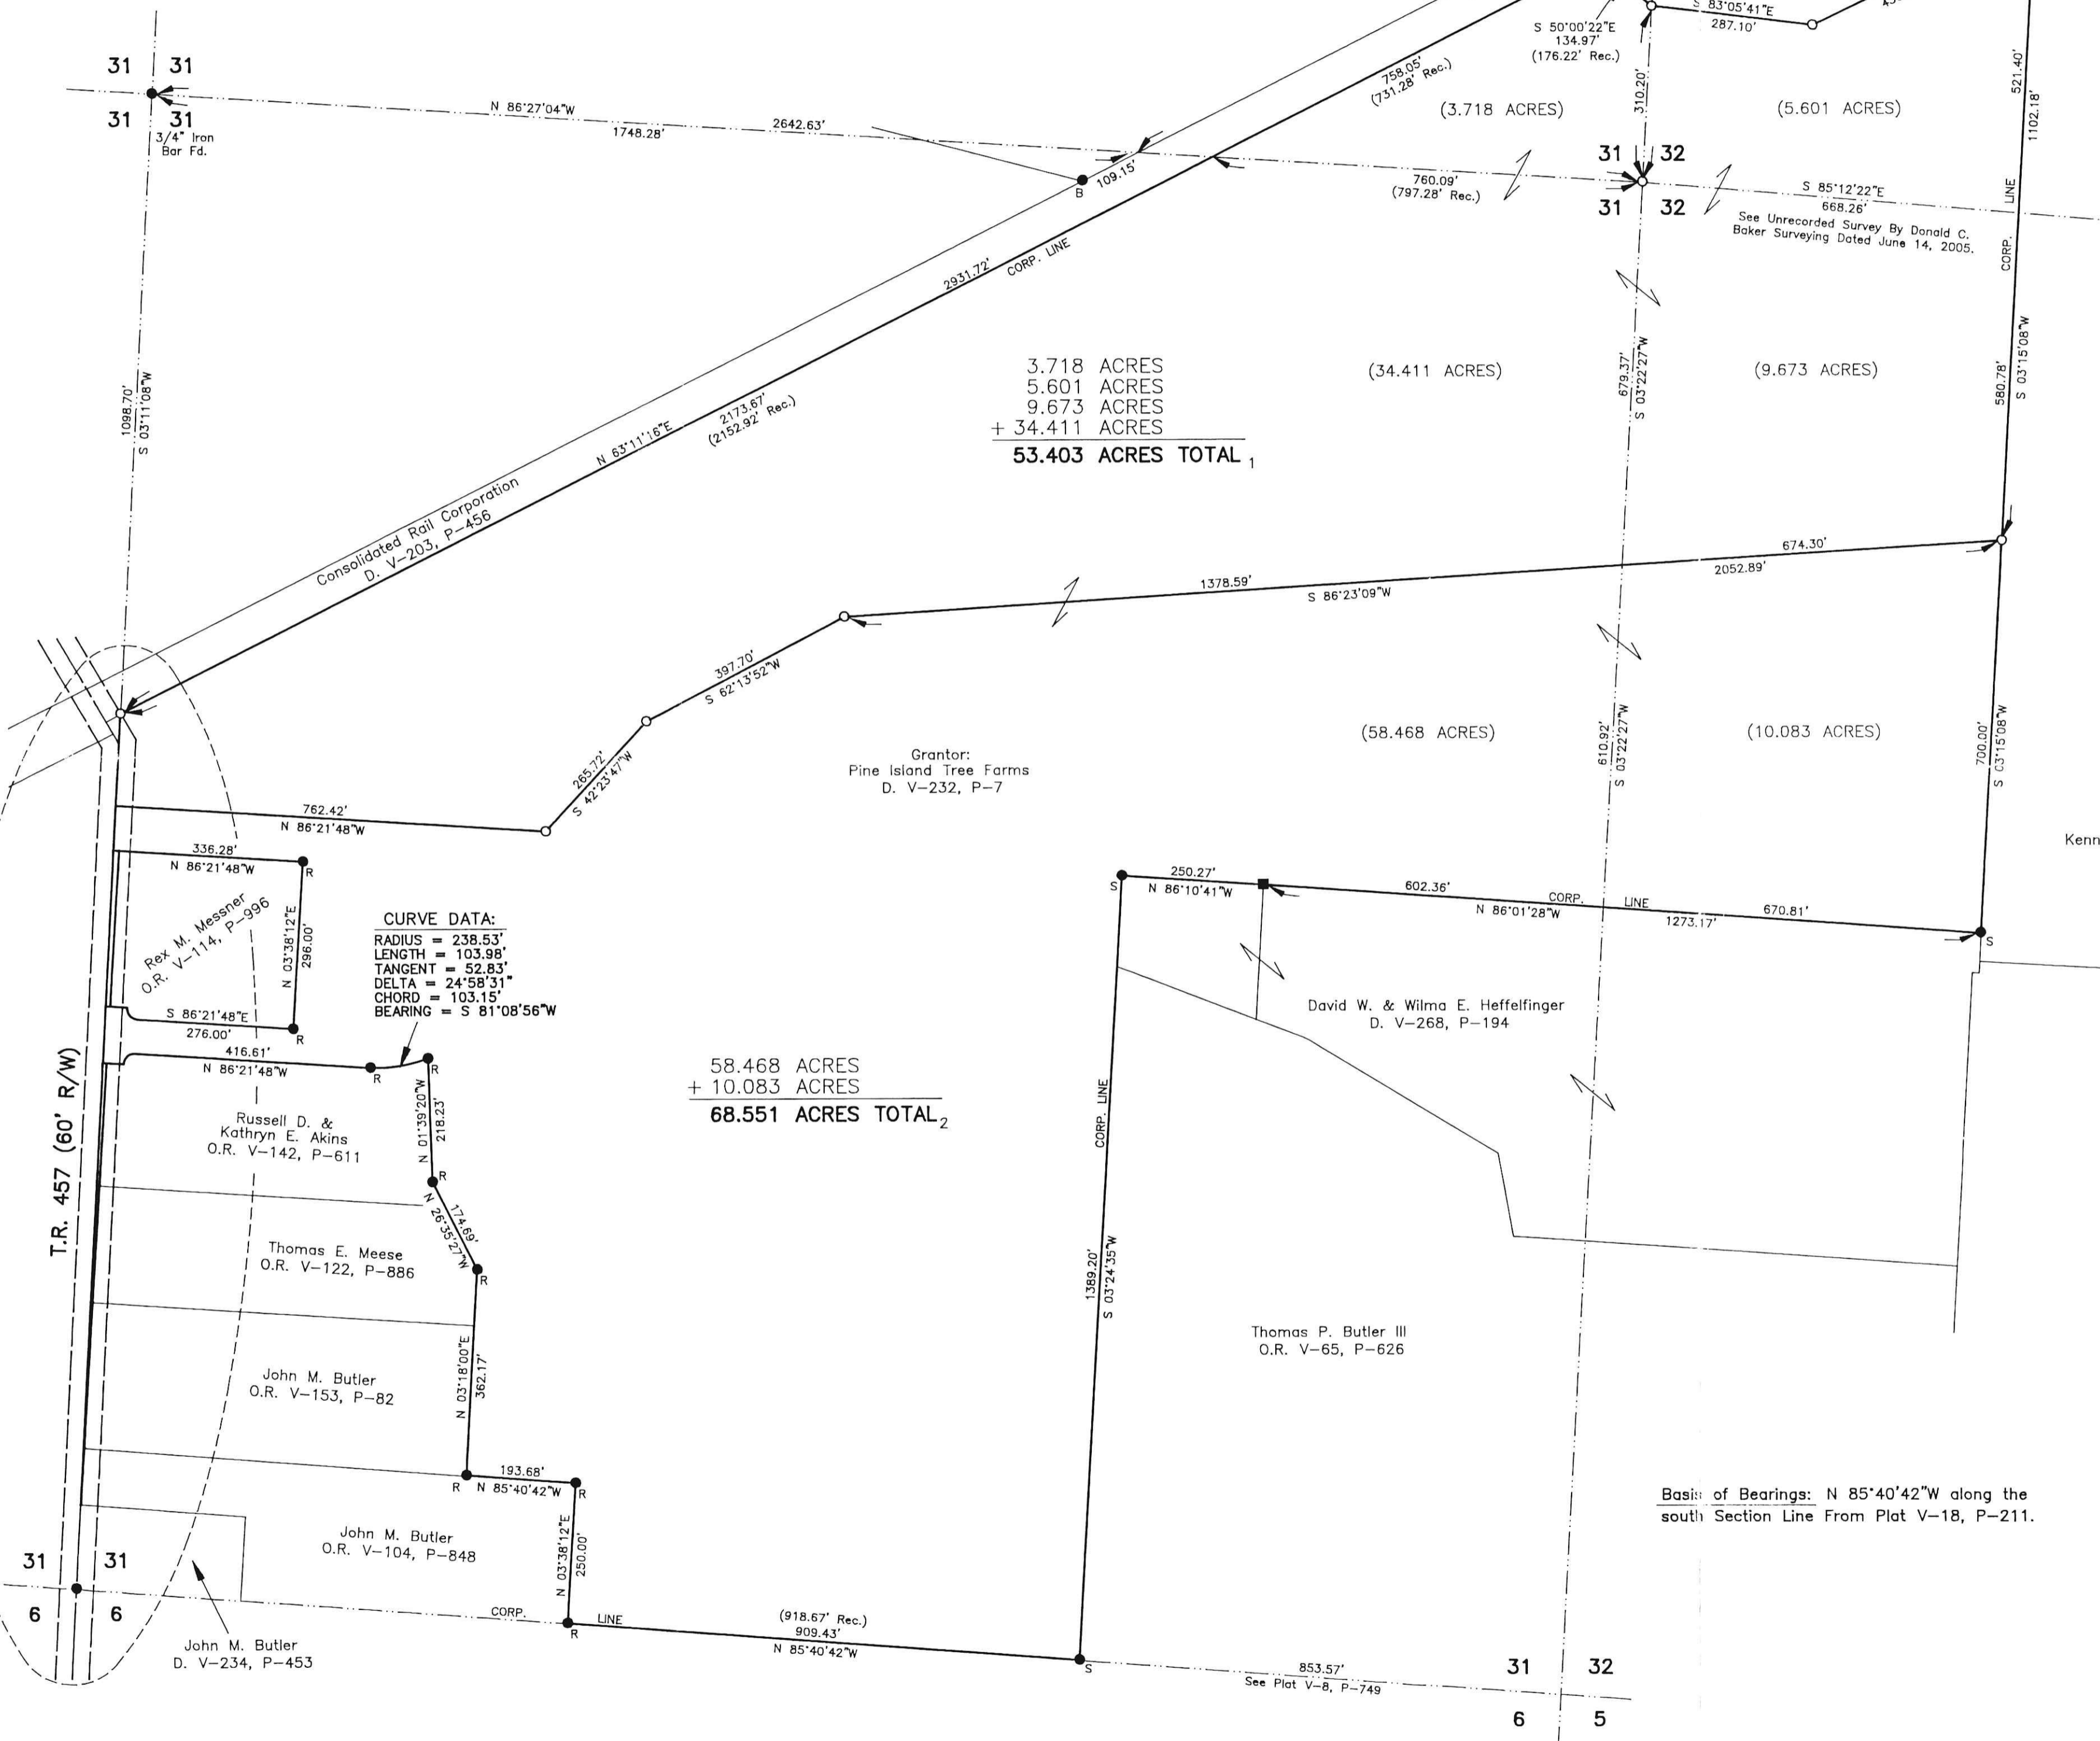 S 83°05'41"E
287.10'
S 50°00'22"E
134.97'
(176.22' Rec.)
31 31
31 31
3/4" Iron
Bar Fd.
N 86°27'04"W
1748.28'
2642.63'
758.05'
(731.28' Rec.)
(3.718 ACRES)
310.20'
(5.601 ACRES)
521.40'
1102.18'
109.15'
B
760.09'
(797.28' Rec.)
31 32
31 32
S 85°12'22"E
668.26'
See Unrecorded Survey By Donald C.
Baker Surveying Dated June 14, 2005.
CORP. LINE
2931.72'
CORP. LINE
1098.70'
S 03°11'08"W
3.718 ACRES
5.601 ACRES
9.673 ACRES
+ 34.411 ACRES
53.403 ACRES TOTAL 1
(34.411 ACRES)
679.37'
S 03°22'27"W
(9.673 ACRES)
580.78'
S 03°15'08"W
N 63°11'16"E
2173.67'
(2152.92' Rec.)
Consolidated Rail Corporation
D. V-203, P-456
1378.59'
S 86°23'09"W
674.30'
2052.89'
397.70'
S 62°13'52"W
265.72'
S 42°23'47"W
Grantor:
Pine Island Tree Farms
D. V-232, P-7
(58.468 ACRES)
610.92'
S 03°22'27"W
(10.083 ACRES)
700.00'
S 03°15'08"W
Kenn
762.42'
N 86°21'48"W
336.28'
N 86°21'48"W
R
Rex M. Messner
O.R. V-114, P-996
N 03°38'12"E
296.00'
S 86°21'48"E
276.00'
R
CURVE DATA:
RADIUS = 238.53'
LENGTH = 103.98'
TANGENT = 52.83'
DELTA = 24°58'31"
CHORD = 103.15'
BEARING = S 81°08'56"W
S
250.27'
N 86°10'41"W
602.36'
N 86°01'28"W
CORP. LINE
670.81'
1273.17'
S
David W. & Wilma E. Heffelfinger
D. V-268, P-194
416.61'
N 86°21'48"W
R
R
58.468 ACRES
+ 10.083 ACRES
68.551 ACRES TOTAL 2
T.R. 457 (60' R/W)
Russell D. &
Kathryn E. Akins
O.R. V-142, P-611
N 01°39'20"W
218.23'
R
174.69'
N 26°35'27"W
R
CORP. LINE
1389.20'
S 03°24'35"W
Thomas E. Meese
O.R. V-122, P-886
John M. Butler
O.R. V-153, P-82
N 03°18'00"E
362.17'
Thomas P. Butler III
O.R. V-65, P-626
193.68'
R N 85°40'42"W
R
Basis of Bearings: N 85°40'42"W along the
south Section Line From Plat V-18, P-211.
John M. Butler
O.R. V-104, P-848
N 03°38'12"E
250.00'
31 31
6 6
CORP. LINE
R
(918.67' Rec.)
909.43'
N 85°40'42"W
S
John M. Butler
D. V-234, P-453
853.57'
See Plat V-8, P-749
31 32
6 5